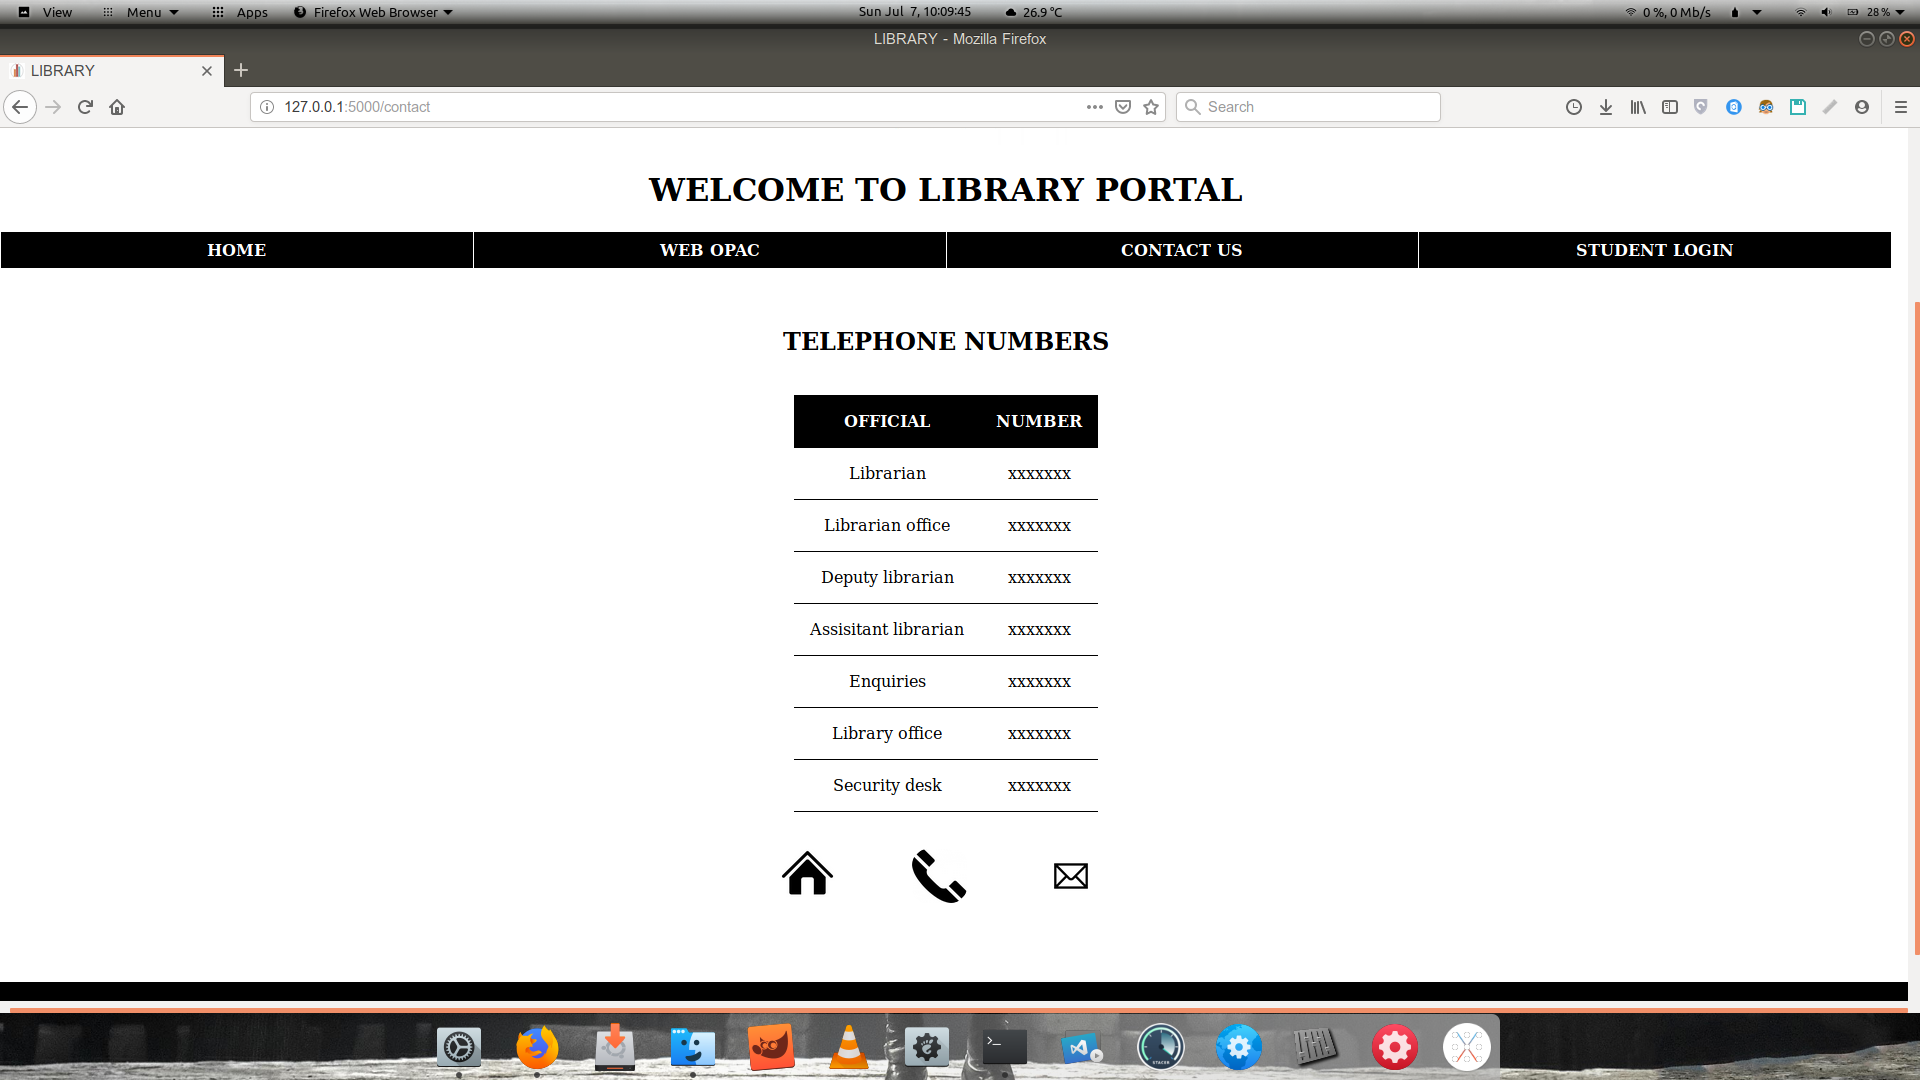 View Menu Apps Firefox Web Browser Sun Jul 7, 10:09:45 26.9 °C 0 %, 0 Mb/s 28 %
LIBRARY - Mozilla Firefox
LIBRARY
127.0.0.1:5000/contact Search
WELCOME TO LIBRARY PORTAL
HOME WEB OPAC CONTACT US STUDENT LOGIN
TELEPHONE NUMBERS
OFFICIAL NUMBER
Librarian xxxxxxx
Librarian office xxxxxxx
Deputy librarian xxxxxxx
Assisitant librarian xxxxxxx
Enquiries xxxxxxx
Library office xxxxxxx
Security desk xxxxxxx
STACER